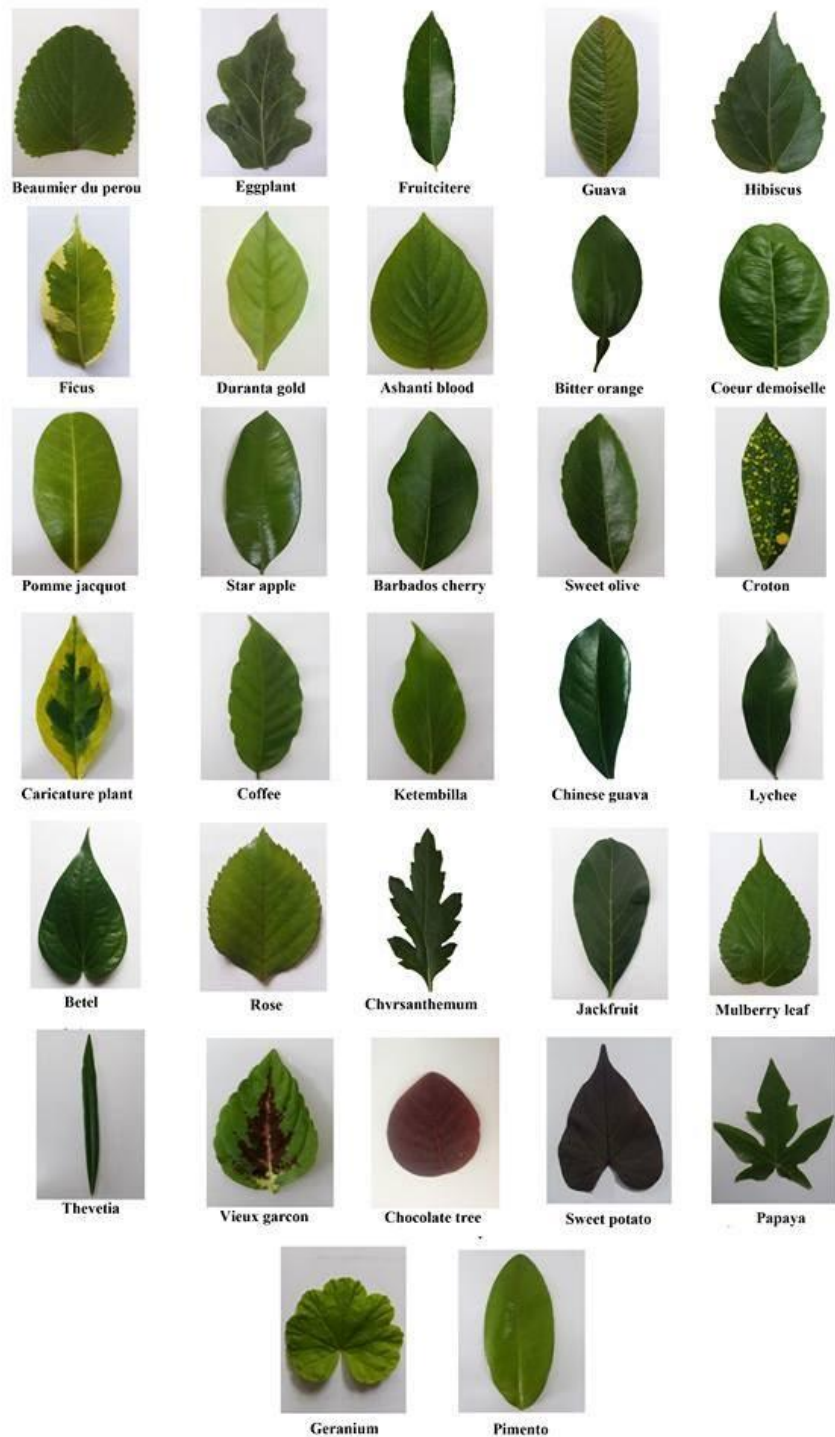 Beaumier du perou
Eggplant
Fruitcitere
Guava
Hibiscus
Ficus
Duranta gold
Ashanti blood
Bitter orange
Coeur demoiselle
Pomme jacquot
Star apple
Barbados cherry
Sweet olive
Croton
Caricature plant
Coffee
Ketembilla
Chinese guava
Lychee
Betel
Rose
Chvrsanthemum
Jackfruit
Mulberry leaf
Thevetia
Vieux garcon
Chocolate tree
Sweet potato
Papaya
Geranium
Pimento